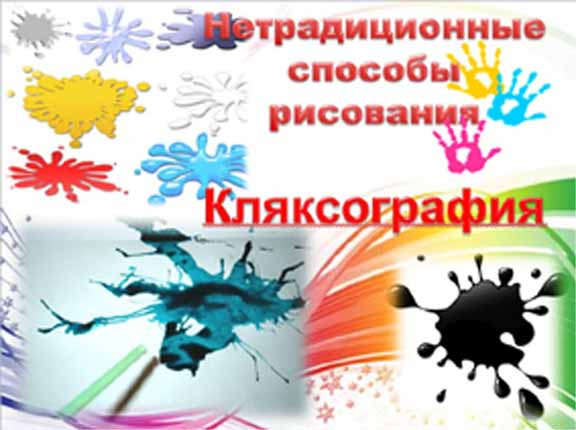 Нетрадиционные
способы
рисования
Кляксография